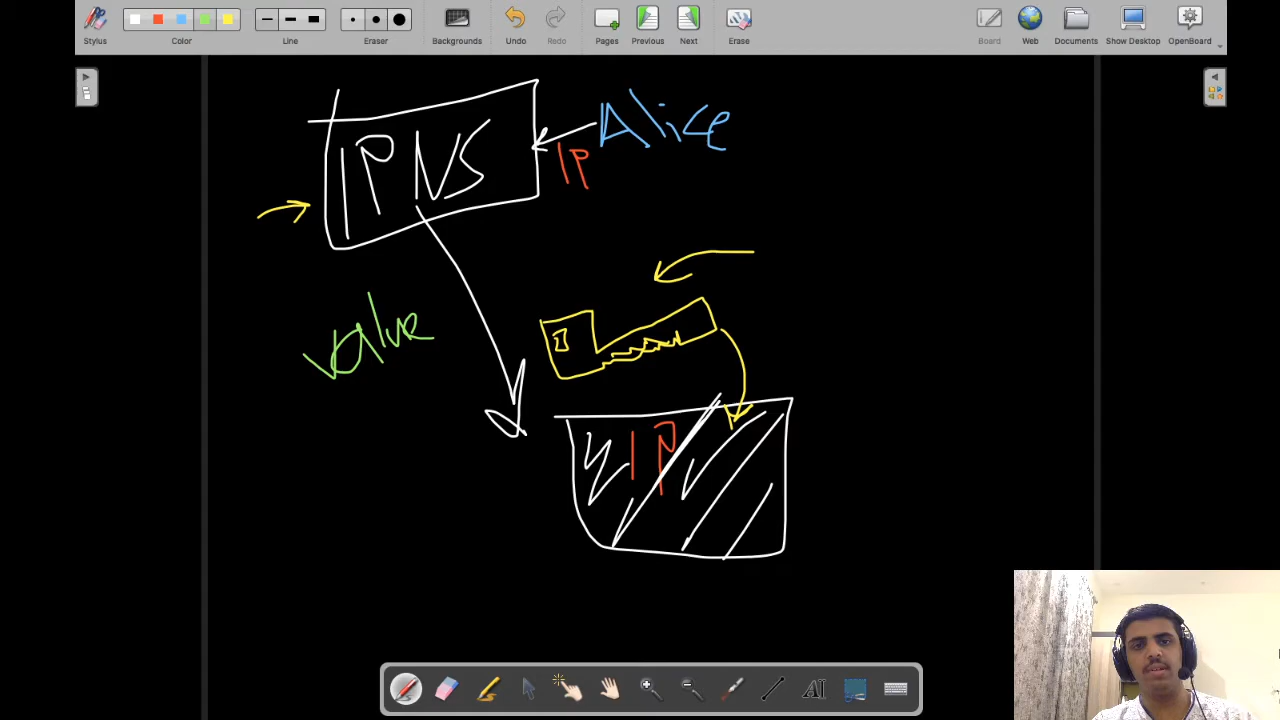 Stylus Color Line Eraser Backgrounds Undo Redo Pages Previous Next Erase Board Web Documents Show Desktop OpenBoard
Alice
IPNS
IP
value
IP
AI